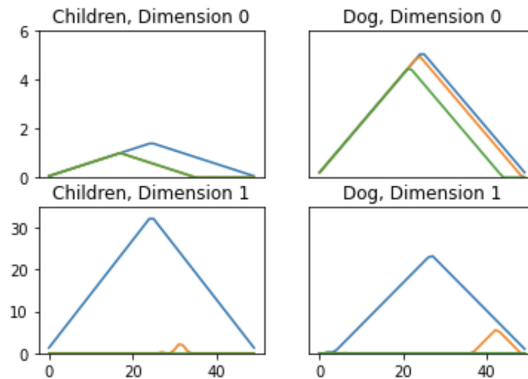 Children, Dimension 0
Dog, Dimension 0
6
4
2
0
Children, Dimension 1
Dog, Dimension 1
30
20
10
0
0 20 40 0 20 40